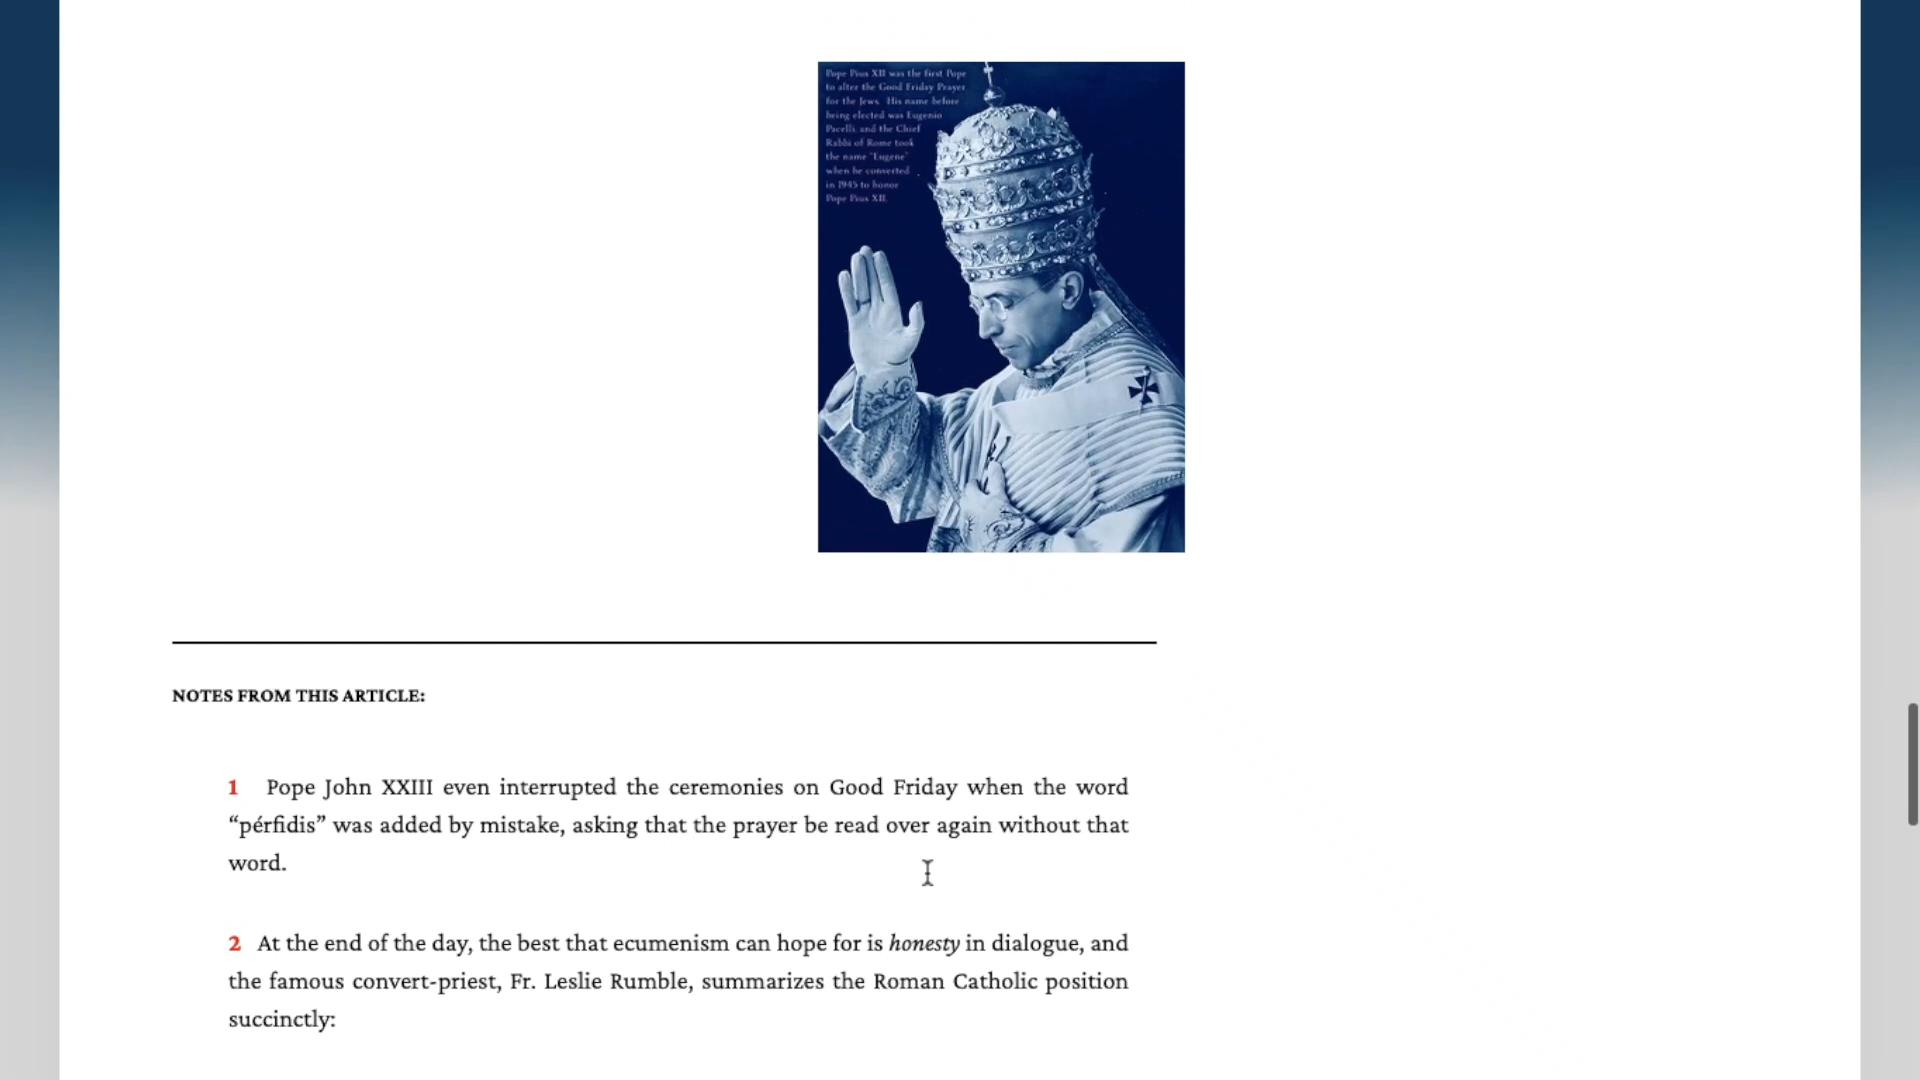 Pope Pius XII was the first Pope
to alter the Good Friday Prayer
for the Jews. His name before
being elected was Eugenio
Pacelli, and the Chief
Rabbi of Rome took
the name "Eugene"
when he converted
in 1945 to honor
Pope Pius XII.
NOTES FROM THIS ARTICLE:
1 Pope John XXIII even interrupted the ceremonies on Good Friday when the word
“pérfidis” was added by mistake, asking that the prayer be read over again without that
word.
2 At the end of the day, the best that ecumenism can hope for is honesty in dialogue, and
the famous convert-priest, Fr. Leslie Rumble, summarizes the Roman Catholic position
succinctly: